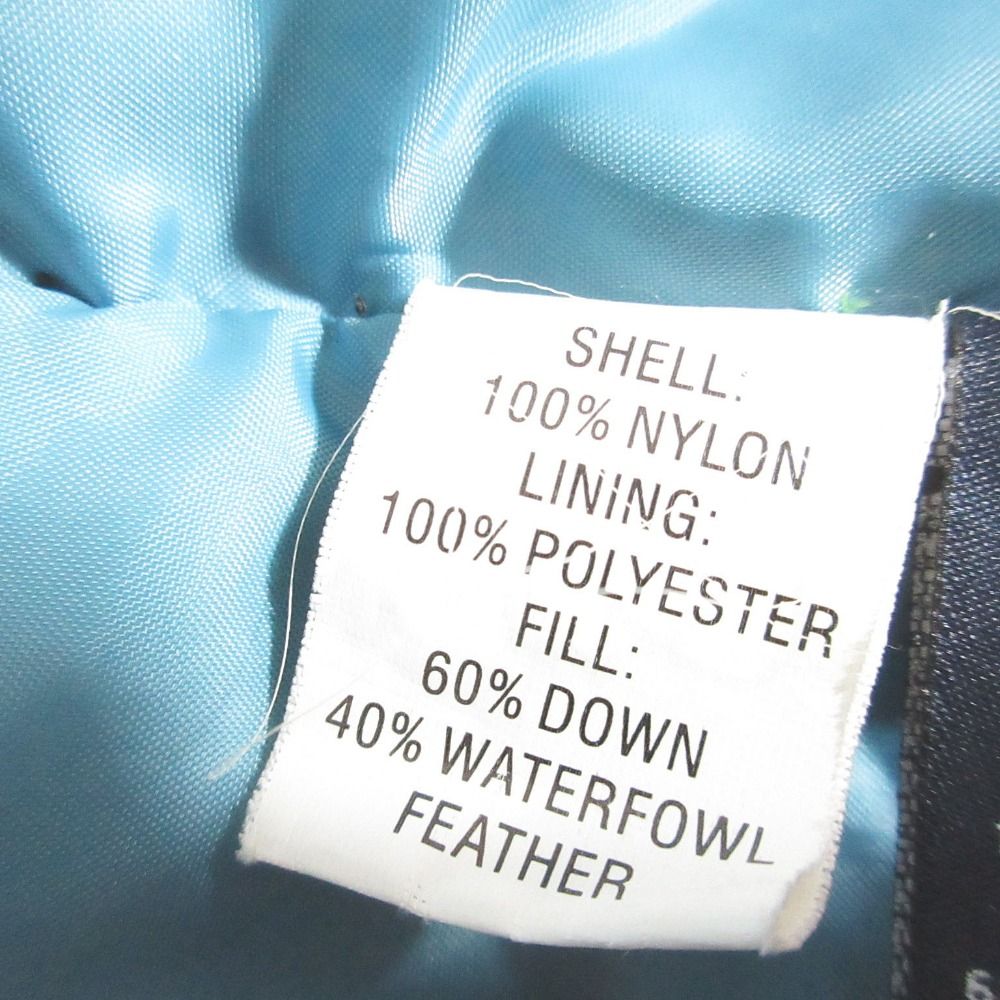 SHELL:
100% NYLON
LINING:
100% POLYESTER
FILL:
60% DOWN
40% WATERFOWL
FEATHER